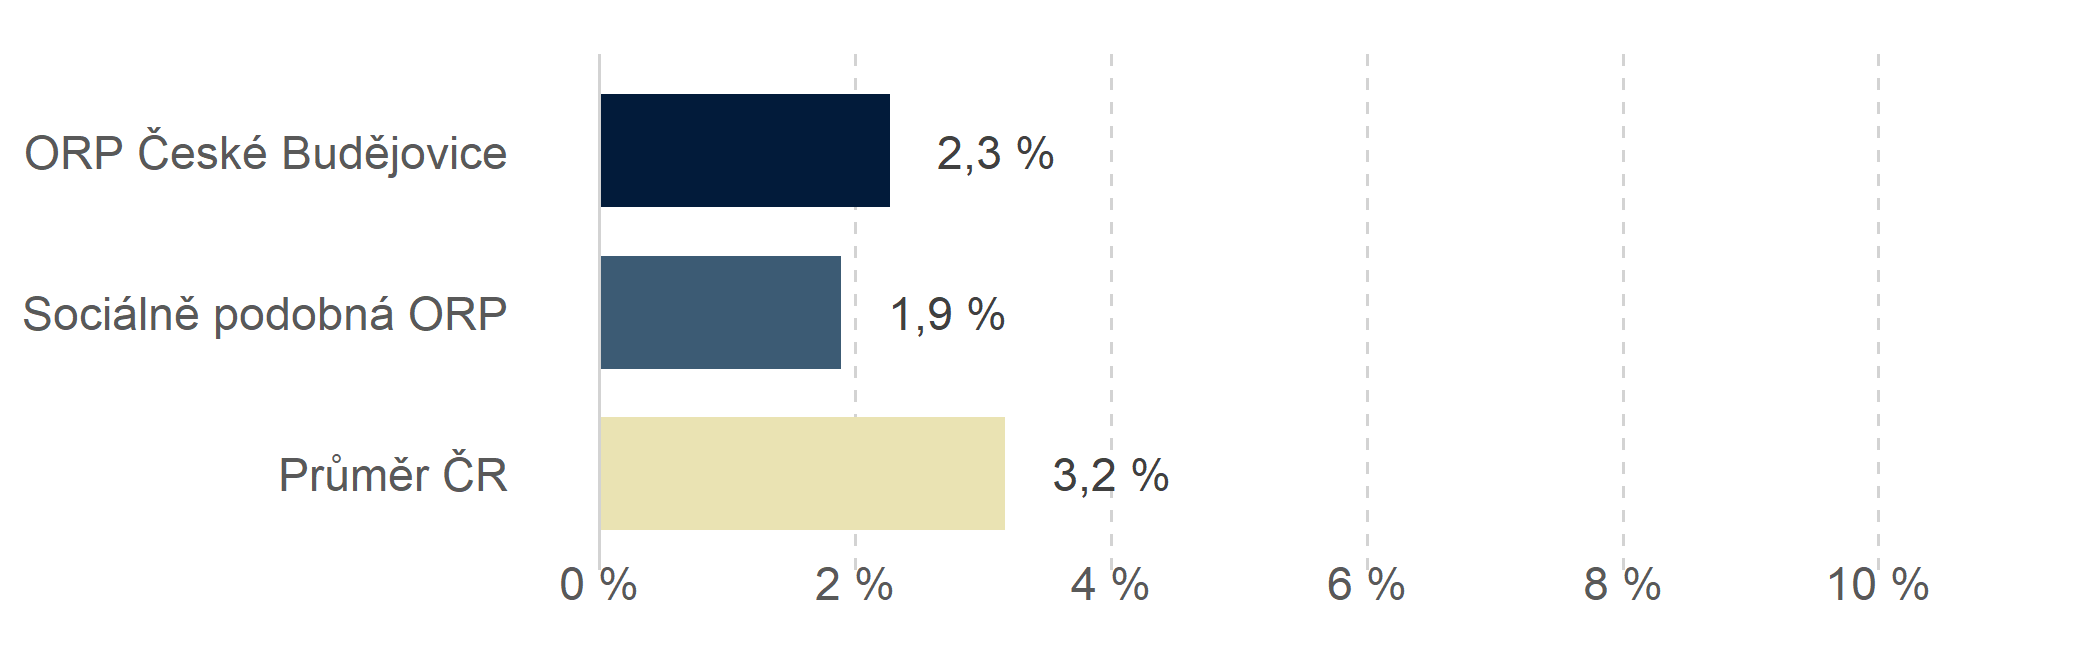 ORP České Budějovice
2,3 %
Sociálně podobná ORP
1,9 %
Průměr ČR
3,2 %
0 % 2 % 4 % 6 % 8 % 10 %